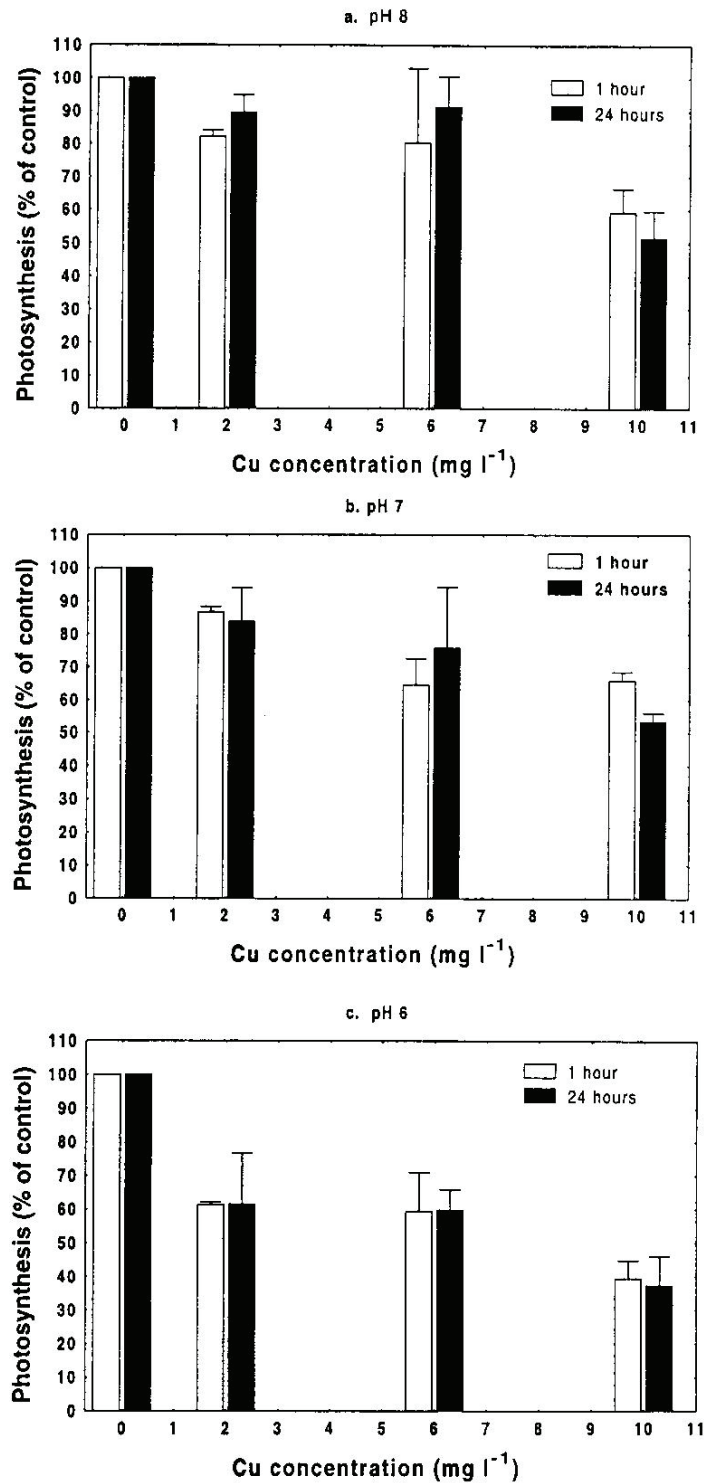 a. pH 8
Photosynthesis (% of control)
110
100
90
80
70
60
50
40
30
20
10
0
1 hour
24 hours
0 1 2 3 4 5 6 7 8 9 10 11
Cu concentration (mg l⁻¹)
b. pH 7
Photosynthesis (% of control)
110
100
90
80
70
60
50
40
30
20
10
0
1 hour
24 hours
0 1 2 3 4 5 6 7 8 9 10 11
Cu concentration (mg l⁻¹)
c. pH 6
Photosynthesis (% of control)
110
100
90
80
70
60
50
40
30
20
10
0
1 hour
24 hours
0 1 2 3 4 5 6 7 8 9 10 11
Cu concentration (mg l⁻¹)